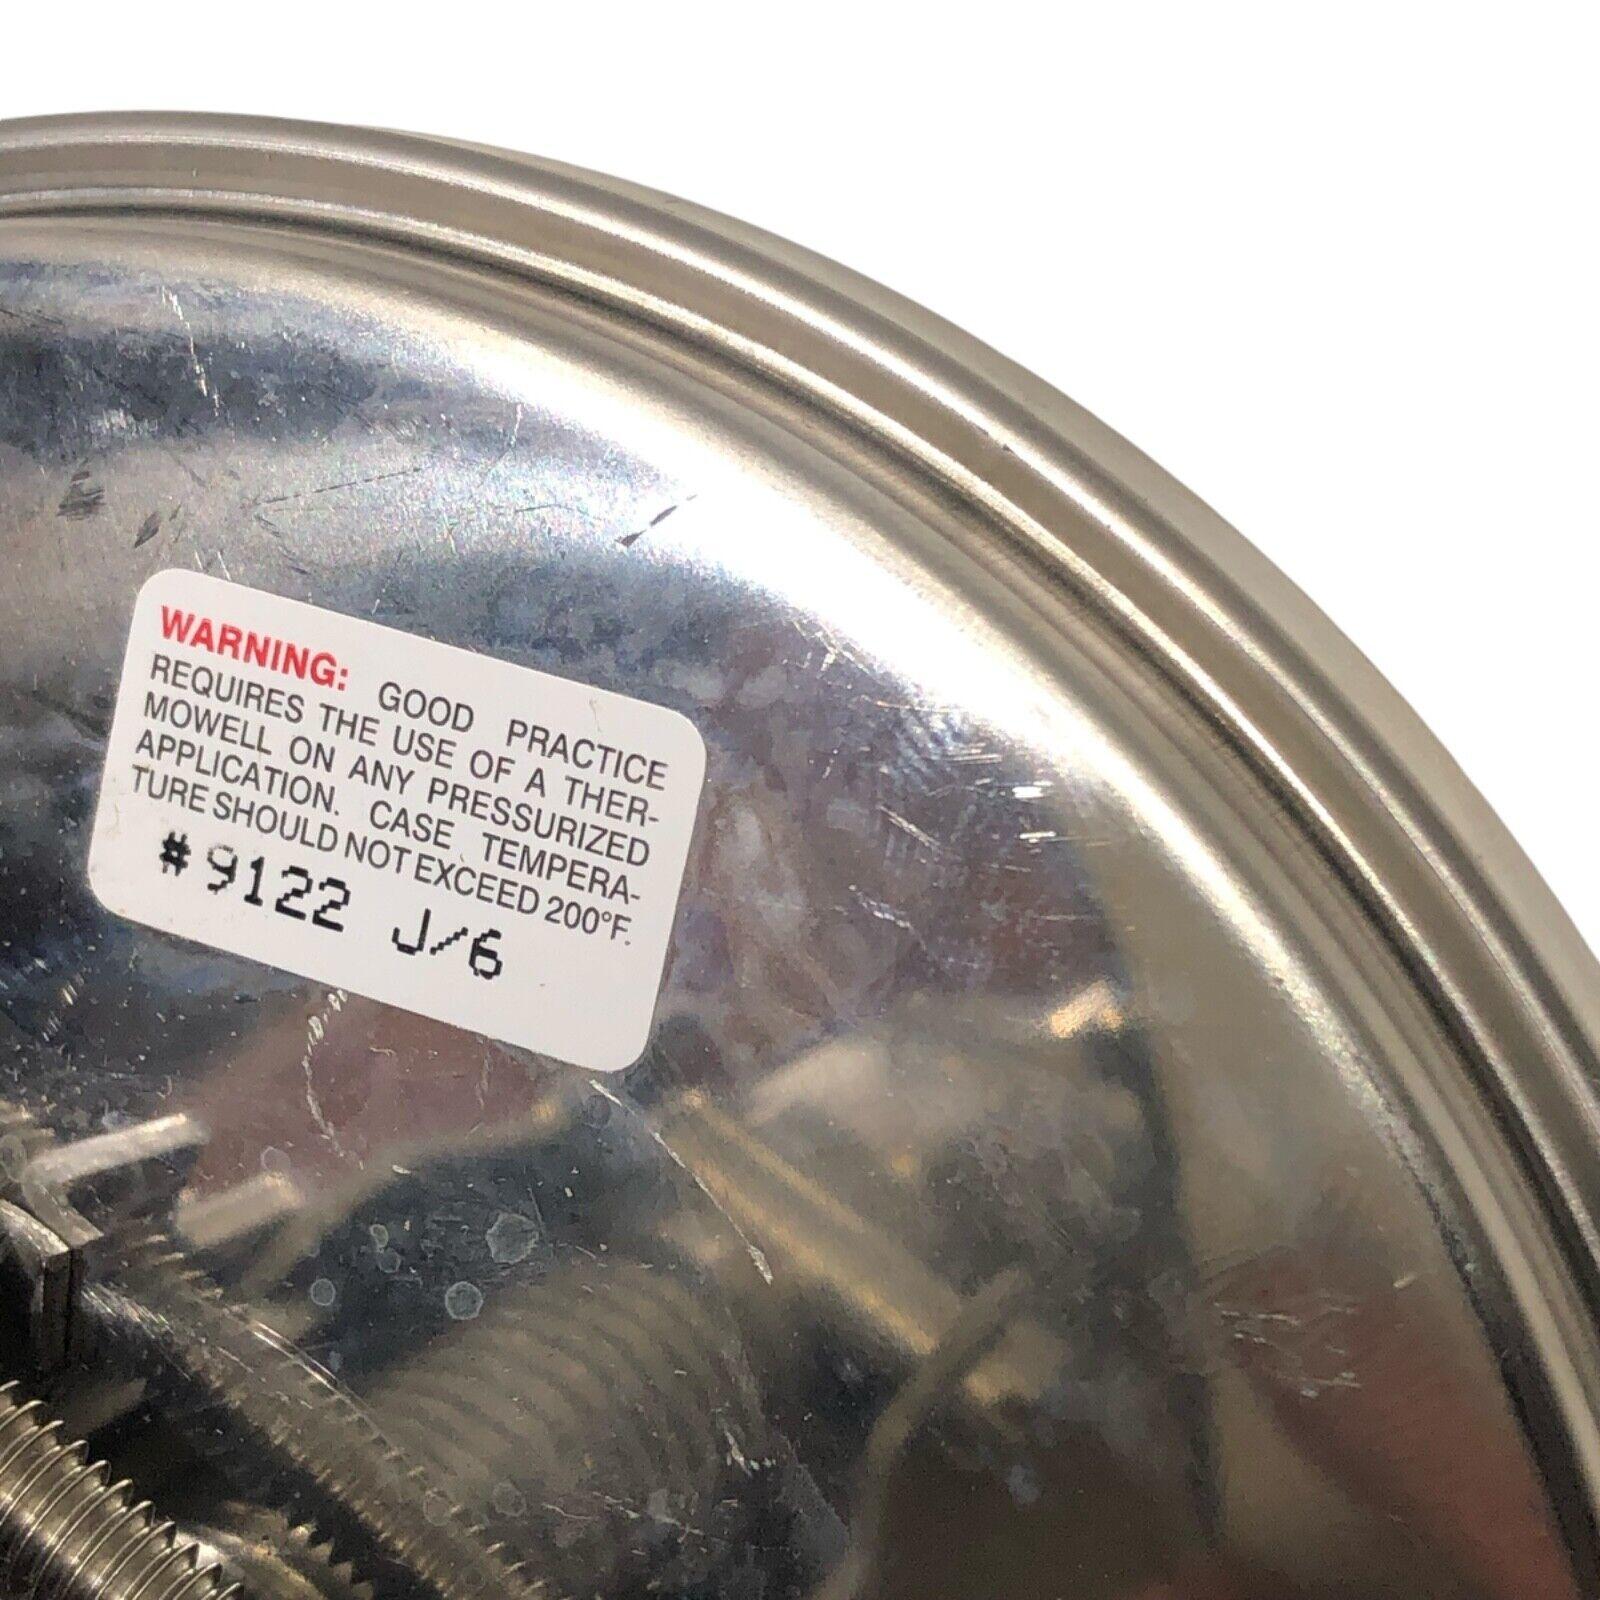 WARNING: GOOD PRACTICE
REQUIRES THE USE OF A THER-
MOWELL ON ANY PRESSURIZED
APPLICATION. CASE TEMPERA-
TURE SHOULD NOT EXCEED 200°F.
#9122 J/6